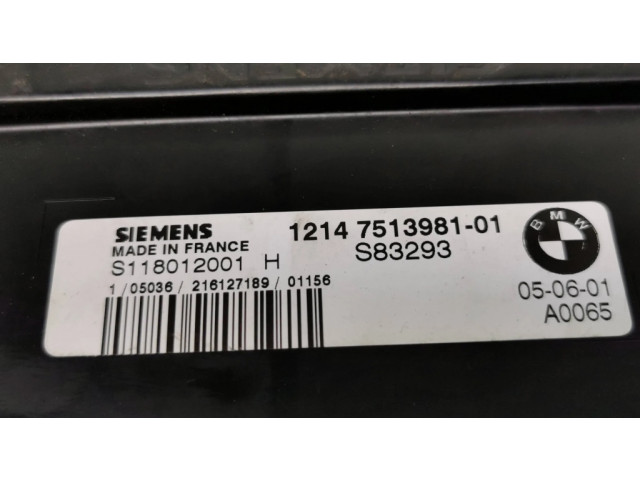 SIEMENS
MADE IN FRANCE
S118012001 H
1 / 05036 / 216127189 / 01156
1214 7513981-01
S83293
BMW
05-06-01
A0065